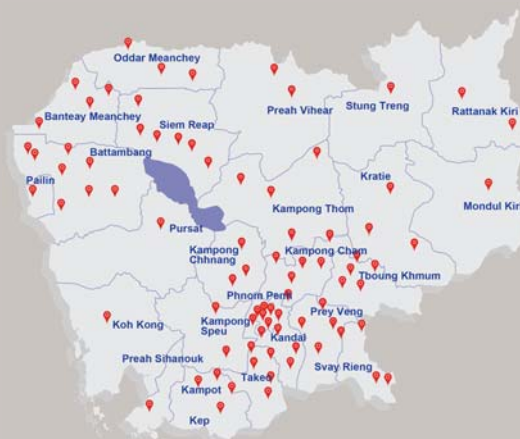 Oddar Meanchey
Preah Vihear
Stung Treng
Rattanak Kiri
Banteay Meanchey
Siem Reap
Battambang
Pailin
Kratie
Mondul Kiri
Kampong Thom
Pursat
Kampong
Chhnang
Kampong Cham
Tboung Khmum
Phnom Penh
Prey Veng
Koh Kong
Kampong
Speu
Kandal
Preah Sihanouk
Svay Rieng
Takeo
Kampot
Kep